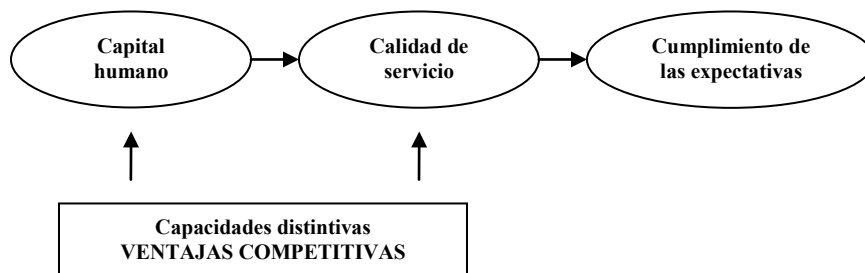 Capital
humano
Calidad de
servicio
Cumplimiento de
las expectativas
Capacidades distintivas
VENTAJAS COMPETITIVAS